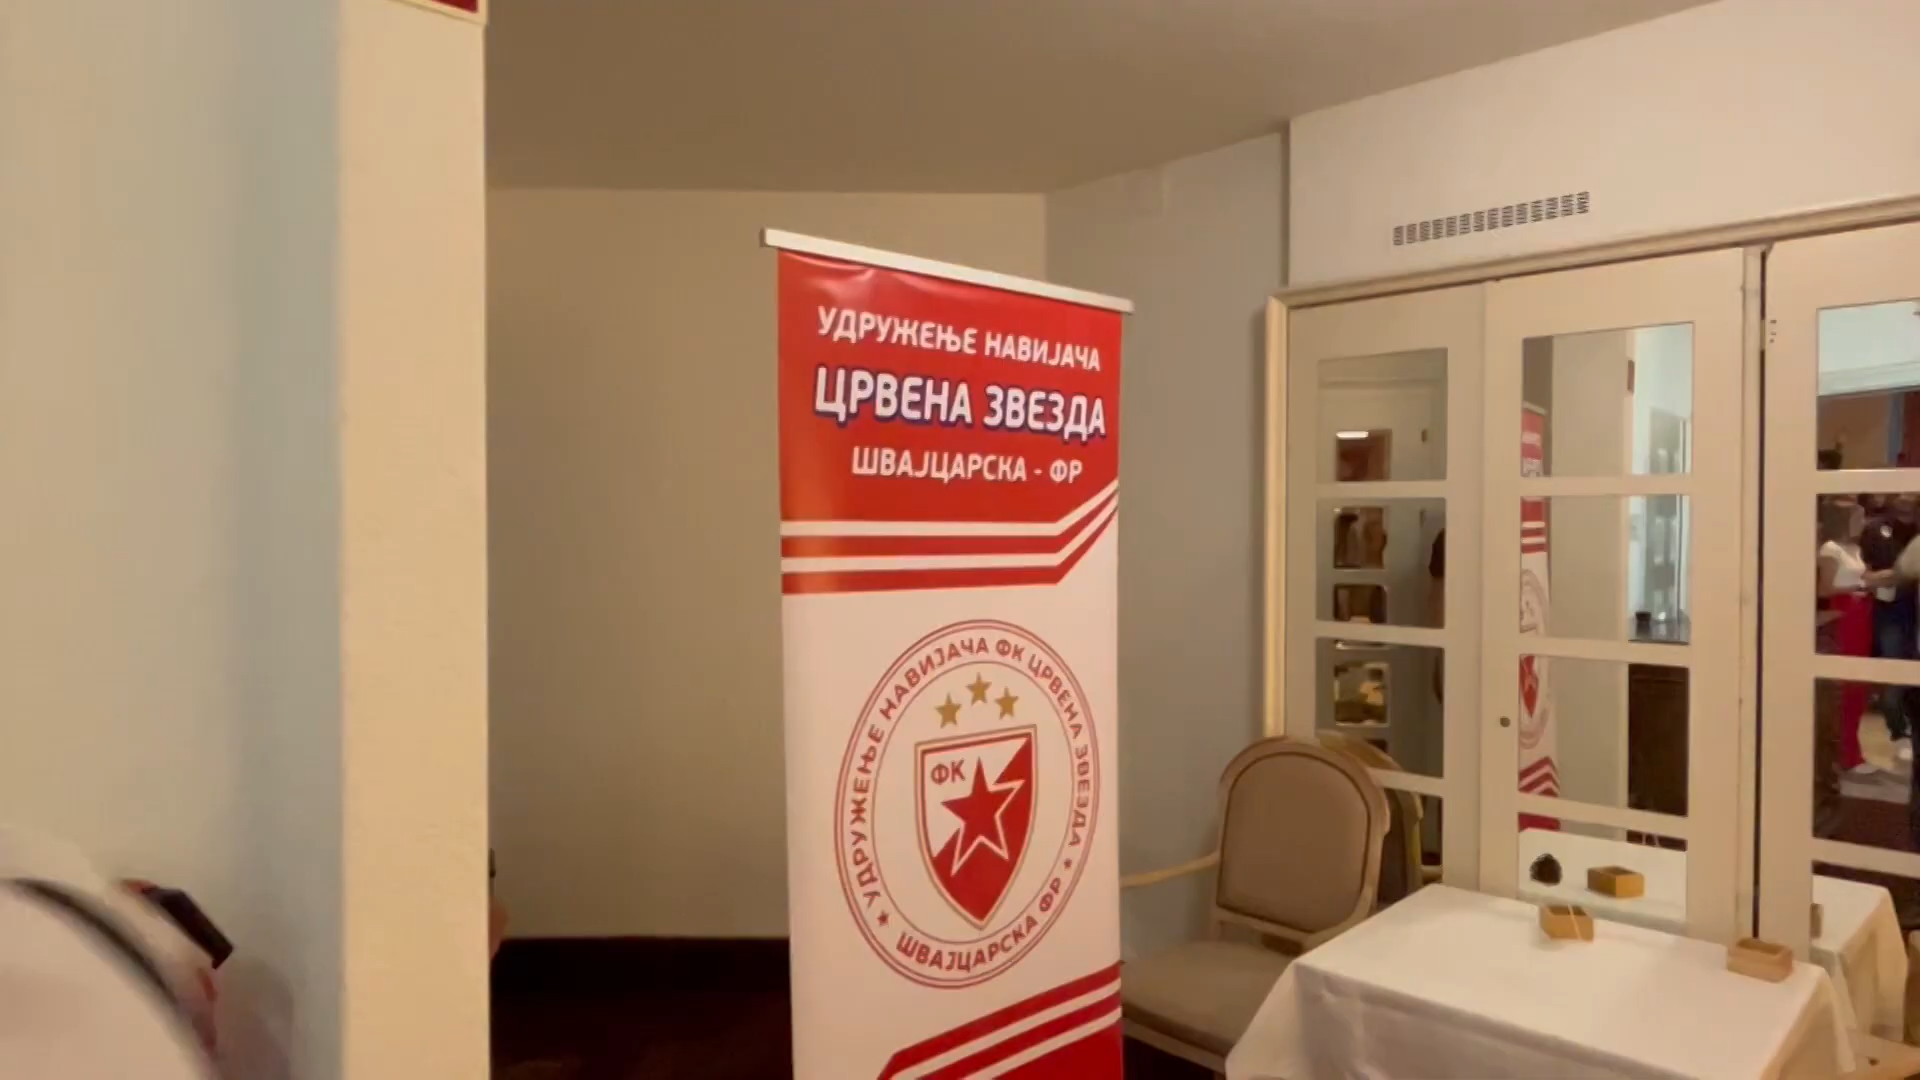 УДРУЖЕЊЕ НАВИЈАЧА
ЦРВЕНА ЗВЕЗДА
ШВАЈЦАРСКА - ФР
УДРУЖЕЊЕ НАВИЈАЧА ФК ЦРВЕНА ЗВЕЗДА
ФК
ШВАЈЦАРСКА ФР